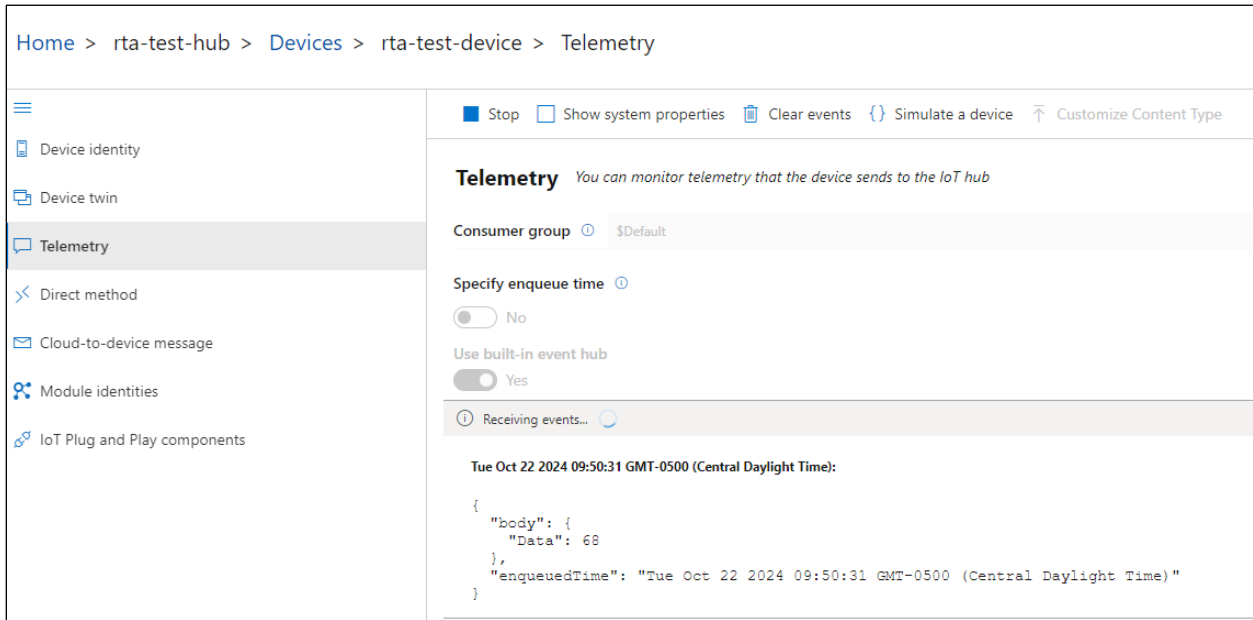 Home > rta-test-hub > Devices > rta-test-device > Telemetry
Stop Show system properties Clear events {} Simulate a device Customize Content Type
Device identity
Device twin
Telemetry
Direct method
Cloud-to-device message
Module identities
IoT Plug and Play components
Telemetry You can monitor telemetry that the device sends to the IoT hub
Consumer group $Default
Specify enqueue time
No
Use built-in event hub
Yes
Receiving events...
Tue Oct 22 2024 09:50:31 GMT-0500 (Central Daylight Time):
{
"body": {
"Data": 68
},
"enqueuedTime": "Tue Oct 22 2024 09:50:31 GMT-0500 (Central Daylight Time)"
}